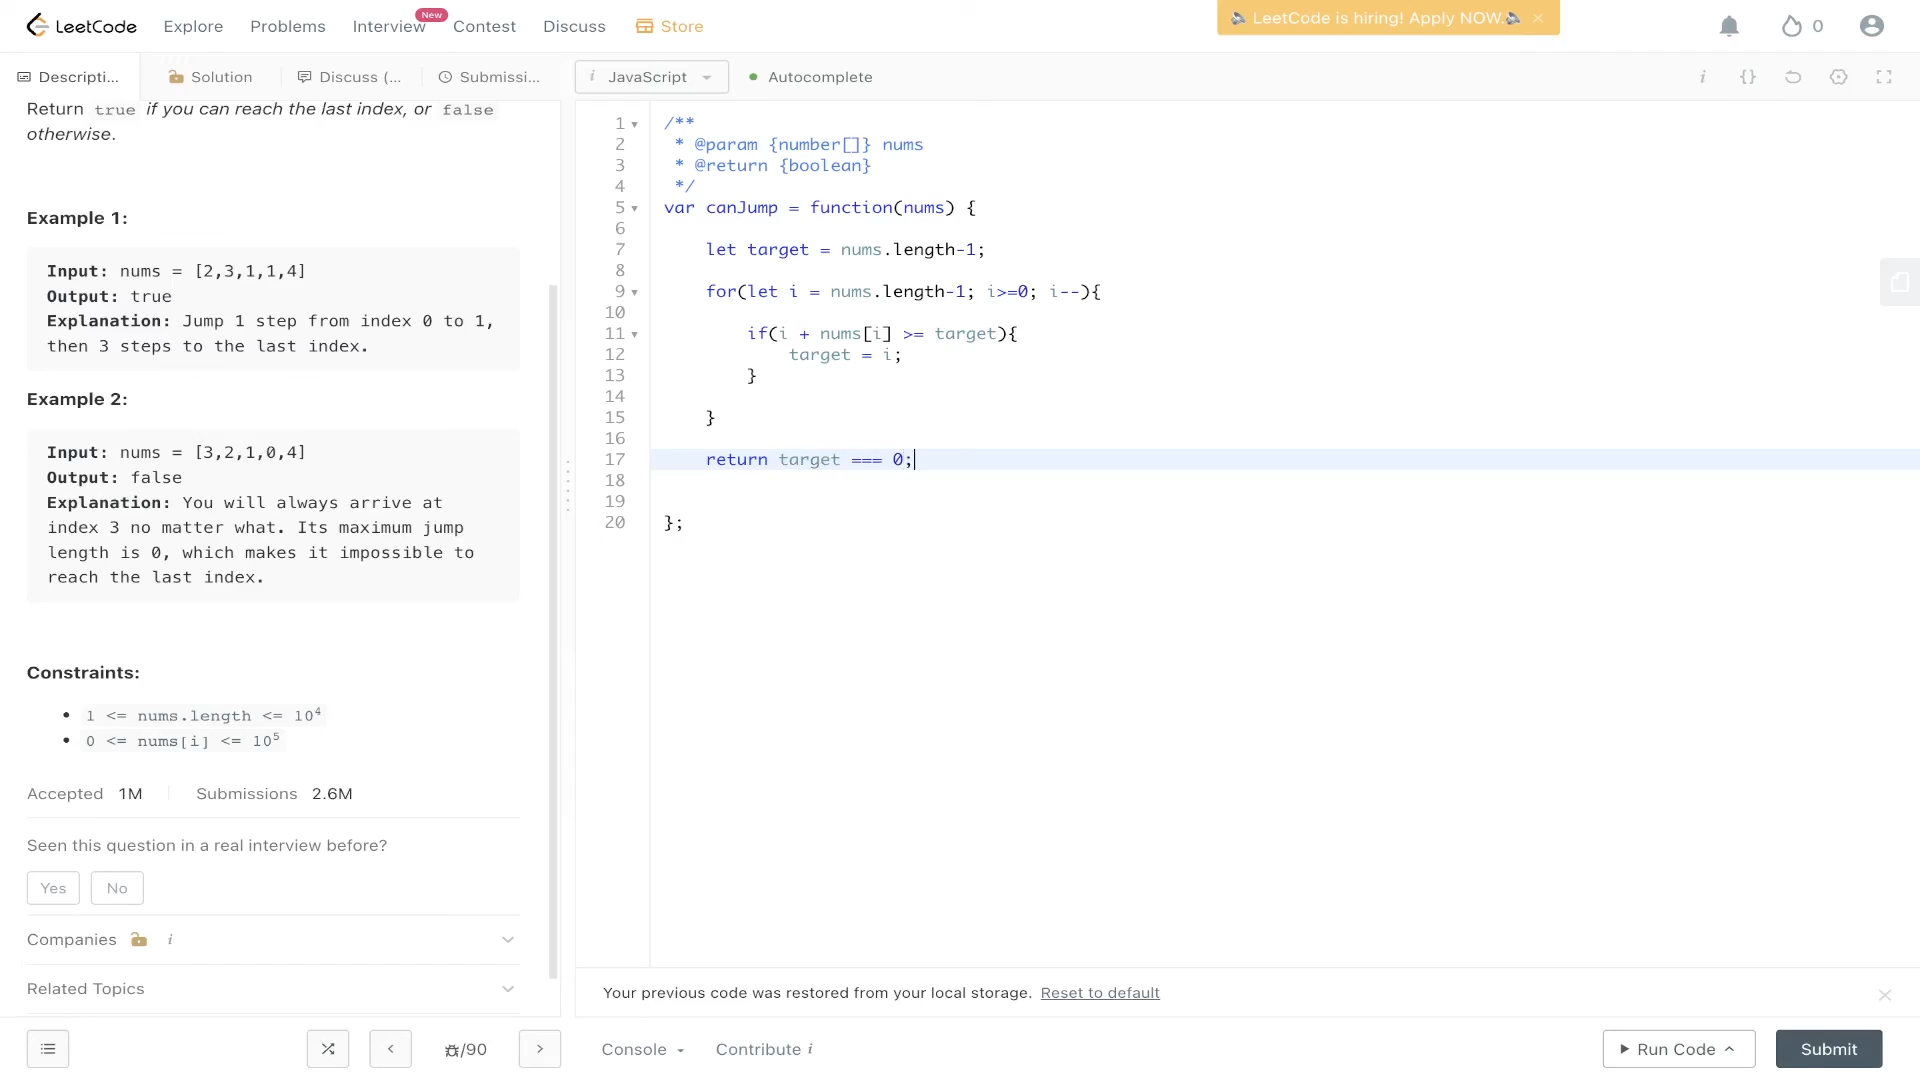 LeetCode Explore Problems Interview New Contest Discuss Store LeetCode is hiring! Apply NOW. 0
Descripti... Solution Discuss (... Submissi... i JavaScript Autocomplete i {}
Return true if you can reach the last index, or false
otherwise.
Example 1:
Input: nums = [2,3,1,1,4]
Output: true
Explanation: Jump 1 step from index 0 to 1,
then 3 steps to the last index.
Example 2:
Input: nums = [3,2,1,0,4]
Output: false
Explanation: You will always arrive at
index 3 no matter what. Its maximum jump
length is 0, which makes it impossible to
reach the last index.
Constraints:
• 1 <= nums.length <= 10⁴
• 0 <= nums[i] <= 10⁵
Accepted 1M Submissions 2.6M
Seen this question in a real interview before?
Yes No
Companies i
Related Topics
1 /**
2  * @param {number[]} nums
3  * @return {boolean}
4  */
5 var canJump = function(nums) {
6
7     let target = nums.length-1;
8
9     for(let i = nums.length-1; i>=0; i--){
10
11         if(i + nums[i] >= target){
12             target = i;
13         }
14
15     }
16
17     return target === 0;
18
19
20 };
Your previous code was restored from your local storage. Reset to default
/90 Console Contribute i Run Code Submit